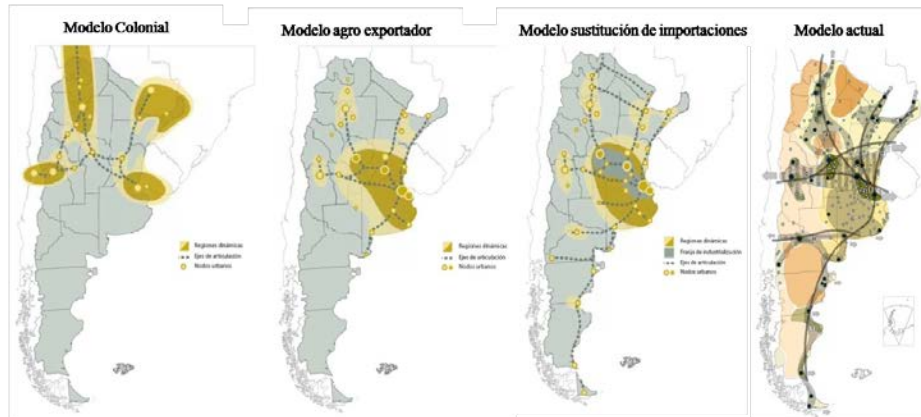 Modelo Colonial
Modelo agro exportador
Modelo sustitución de importaciones
Modelo actual
Regiones dinámicas
Ejes de articulación
Nodos urbanos
Regiones dinámicas
Ejes de articulación
Nodos urbanos
Regiones dinámicas
Franja de industrialización
Ejes de articulación
Nodos urbanos